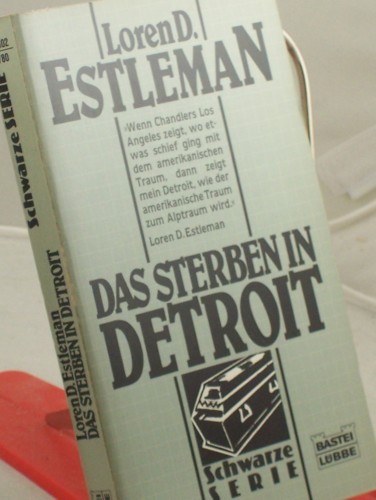 Loren D.
ESTLEMAN
›Wenn Chandlers Los
Angeles zeigt, wo et-
was schief ging mit
dem amerikanischen
Traum, dann zeigt
mein Detroit, wie der
amerikanische Traum
zum Alptraum wird.‹
Loren D. Estleman
DAS STERBEN IN
DETROIT
Schwarze
SERIE
BASTEI
LÜBBE
Schwarze SERIE
Loren D. Estleman
DAS STERBEN IN DETROIT